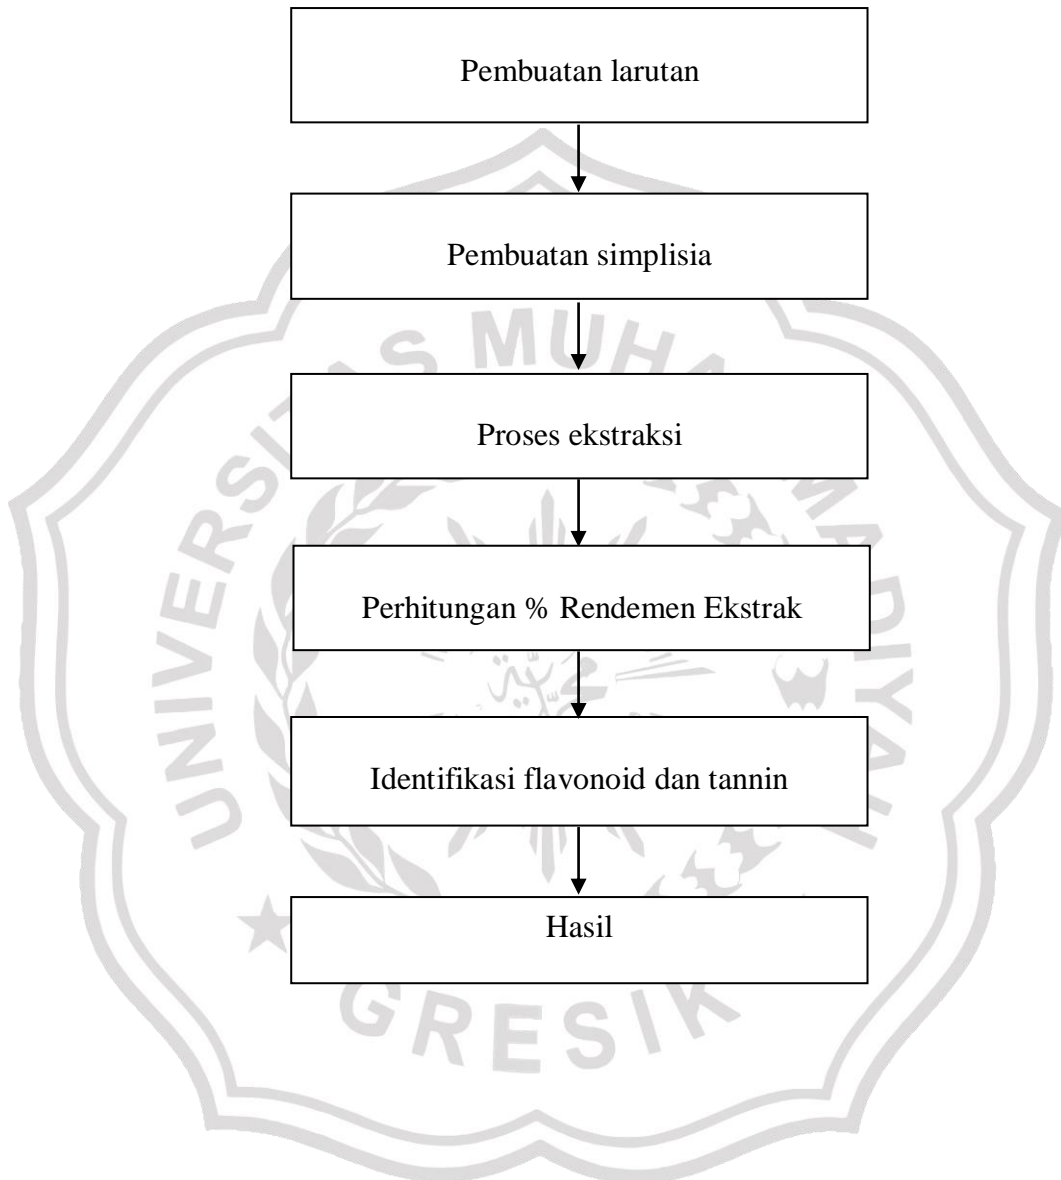 Pembuatan larutan
Pembuatan simplisia
Proses ekstraksi
Perhitungan % Rendemen Ekstrak
Identifikasi flavonoid dan tannin
Hasil
GRESIK